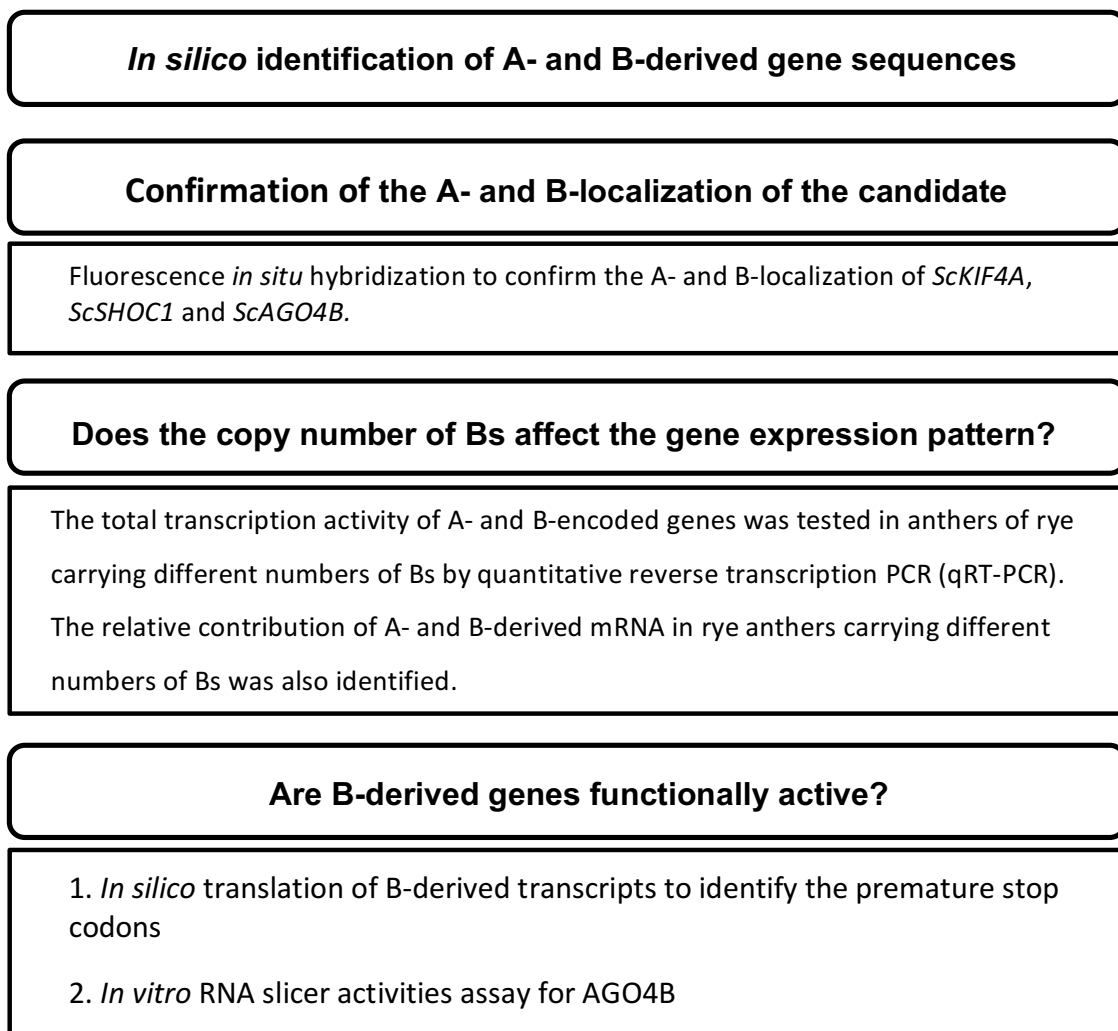 In silico identification of A- and B-derived gene sequences
Confirmation of the A- and B-localization of the candidate
Fluorescence in situ hybridization to confirm the A- and B-localization of ScKIF4A,
ScSHOC1 and ScAGO4B.
Does the copy number of Bs affect the gene expression pattern?
The total transcription activity of A- and B-encoded genes was tested in anthers of rye
carrying different numbers of Bs by quantitative reverse transcription PCR (qRT-PCR).
The relative contribution of A- and B-derived mRNA in rye anthers carrying different
numbers of Bs was also identified.
Are B-derived genes functionally active?
1. In silico translation of B-derived transcripts to identify the premature stop
codons
2. In vitro RNA slicer activities assay for AGO4B